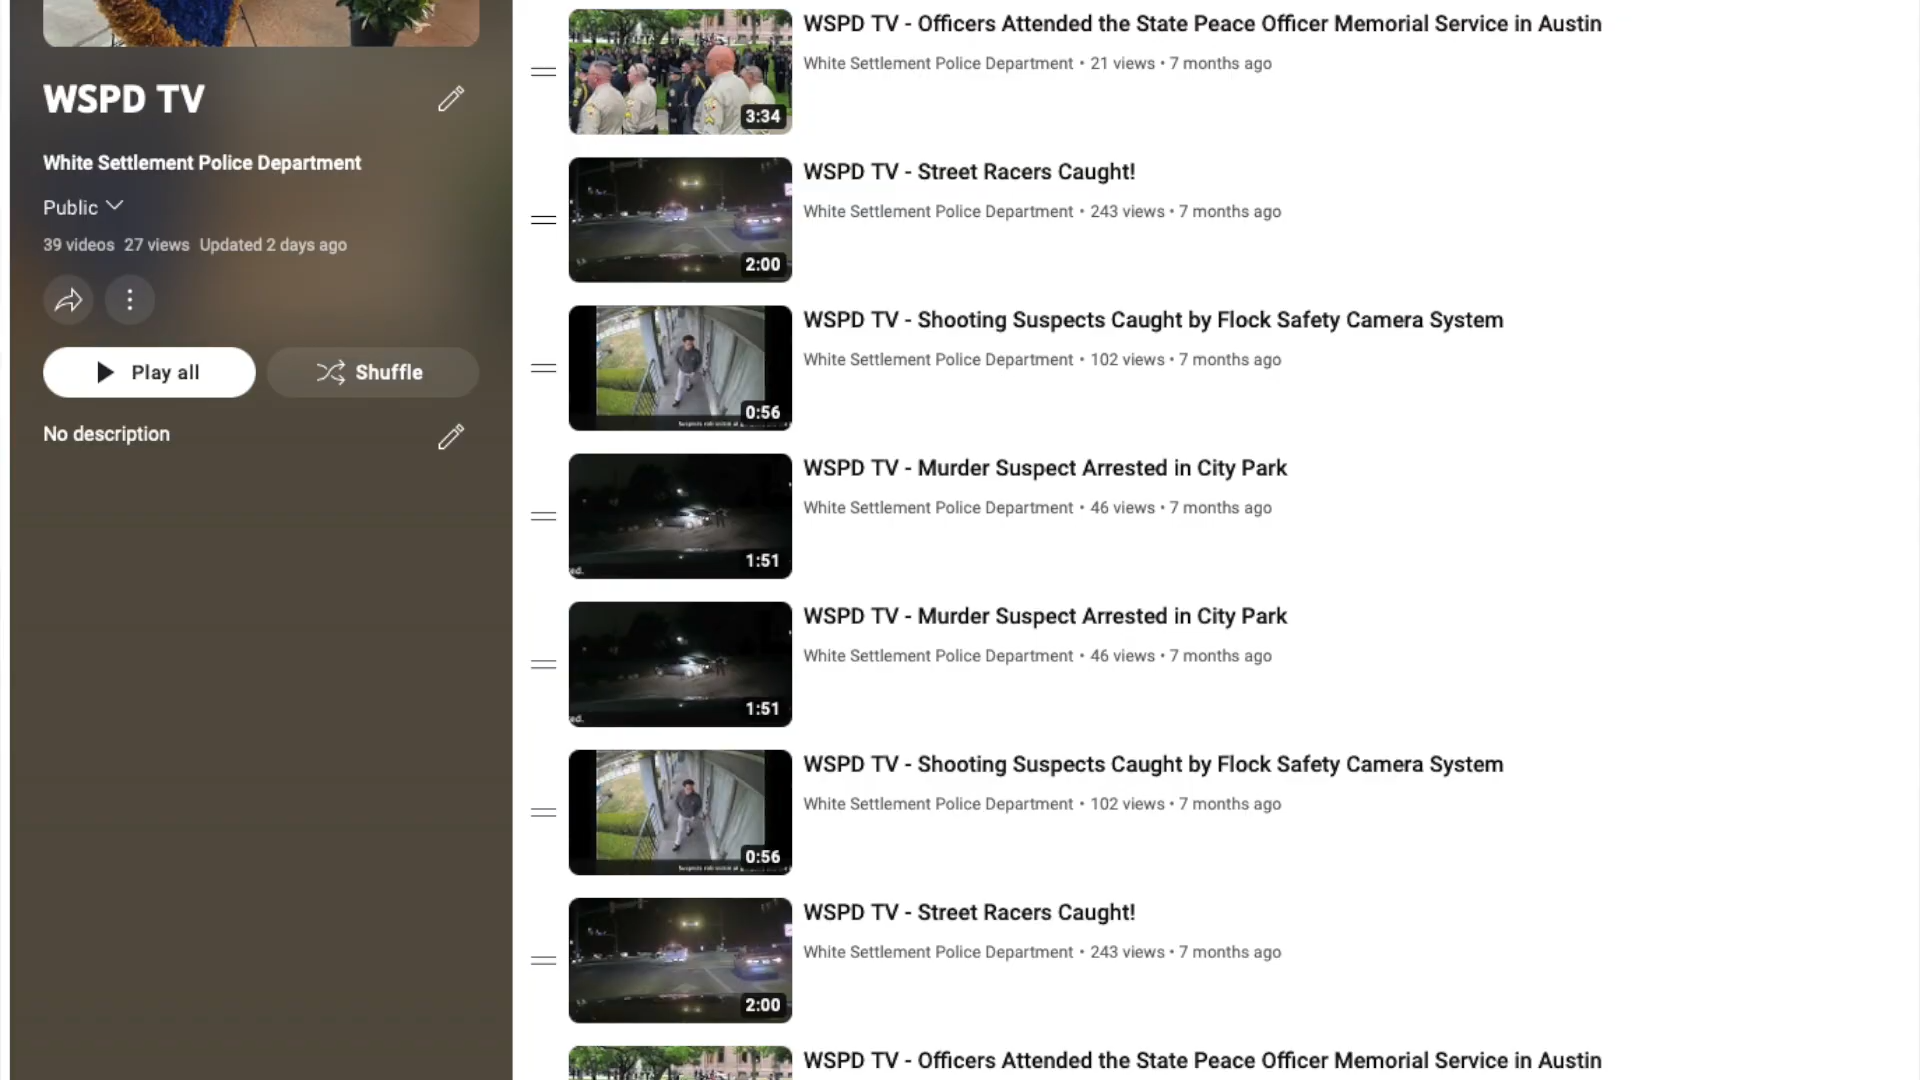 WSPD TV
White Settlement Police Department
Public
39 videos 27 views Updated 2 days ago
Play all
Shuffle
No description
3:34
WSPD TV - Officers Attended the State Peace Officer Memorial Service in Austin
White Settlement Police Department • 21 views • 7 months ago
2:00
WSPD TV - Street Racers Caught!
White Settlement Police Department • 243 views • 7 months ago
0:56
WSPD TV - Shooting Suspects Caught by Flock Safety Camera System
White Settlement Police Department • 102 views • 7 months ago
ed.
1:51
WSPD TV - Murder Suspect Arrested in City Park
White Settlement Police Department • 46 views • 7 months ago
ed.
1:51
WSPD TV - Murder Suspect Arrested in City Park
White Settlement Police Department • 46 views • 7 months ago
0:56
WSPD TV - Shooting Suspects Caught by Flock Safety Camera System
White Settlement Police Department • 102 views • 7 months ago
2:00
WSPD TV - Street Racers Caught!
White Settlement Police Department • 243 views • 7 months ago
WSPD TV - Officers Attended the State Peace Officer Memorial Service in Austin